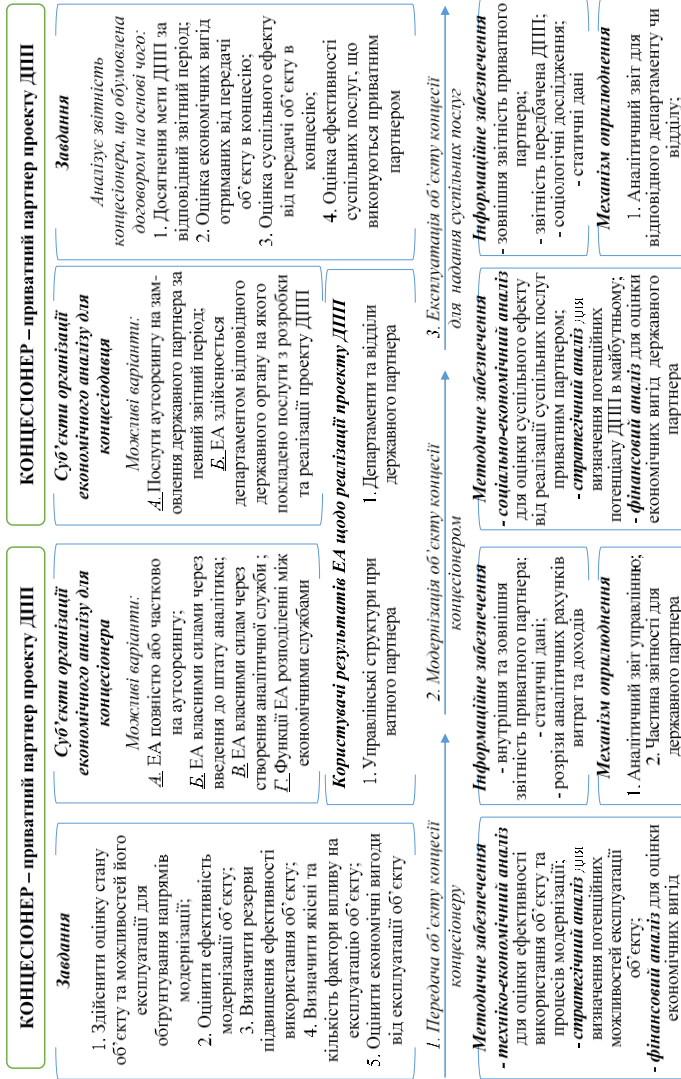 КОНЦЕСІОНЕР – приватний партнер проекту ДПП
Завдання
1. Здійснити оцінку стану
об’єкту та можливостей його
експлуатації для
обґрунтування напрямів
модернізації;
2. Оцінити ефективність
модернізації об’єкту;
3. Визначити резерви
підвищення ефективності
використання об’єкту;
4. Визначити якісні та
кількість фактори впливу на
експлуатацію об’єкту;
5. Оцінити економічні вигоди
від експлуатації об’єкту
Суб’єкти організації
економічного аналізу для
концесіонера
Можливі варіанти:
А. ЕА повністю або частково
на аутсорсингу;
Б. ЕА власними силами через
введення до штату аналітика;
В. ЕА власними силам через
створення аналітичної служби ;
Г. Функції ЕА розподіленні між
економічними службами
КОНЦЕСІОНЕР – приватний партнер проекту ДПП
Суб’єкти організації
економічного аналізу для
концесієдавця
Можливі варіанти:
А. Послуги аутсорсингу на зам-
овлення державного партнера за
певний звітний період;
Б. ЕА здійснюється
департаментом відповідного
державного органу на якого
покладено послуги з розробки
та реалізації проекту ДПП
Завдання
Аналізує звітність
концесіонера, що обумовлена
договором на основі чого:
1. Досягнення мети ДПП за
відповідний звітний період;
2. Оцінка економічних вигід
отриманих від передачі
об’єкту в концесію;
3. Оцінка суспільного ефекту
від передачі об’єкту в
концесію;
4. Оцінка ефективності
суспільних послуг, що
виконуються приватним
партнером
Користувачі результатів ЕА щодо реалізації проекту ДПП
1. Управлінські структури при
ватного партнера
1. Департаменти та відділи
державного партнера
1. Передача об’єкту концесії
концесіонеру
2. Модернізація об’єкту концесії
концесіонером
3. Експлуатація об’єкту концесії
для надання суспільних послуг
Методичне забезпечення
- техніко-економічний аналіз
для оцінки ефективності
використання об’єкту та
процесів модернізації;
- стратегічний аналіз для
визначення потенційних
можливостей експлуатації
об’єкту;
- фінансовий аналіз для оцінки
економічних вигід
Інформаційне забезпечення
- внутрішня та зовнішня
звітність приватного партнера;
- статичні дані;
- розрізи аналітичних рахунків
витрат та доходів
Механізм оприлюднення
1. Аналітичний звіт управлінню;
2. Частина звітності для
державного партнера
Методичне забезпечення
- соціально-економічний аналіз
для оцінки суспільного ефекту
від реалізації суспільних послуг
приватним партнером;
- стратегічний аналіз для
визначення потенційних
потенціалу ДПП в майбутньому;
- фінансовий аналіз для оцінки
економічних вигід державного
партнера
Інформаційне забезпечення
- зовнішня звітність приватного
партнера;
- звітність передбачена ДПП;
- соціологічні дослідження;
- статичні дані
Механізм оприлюднення
1. Аналітичний звіт для
відповідного департаменту чи
відділу;